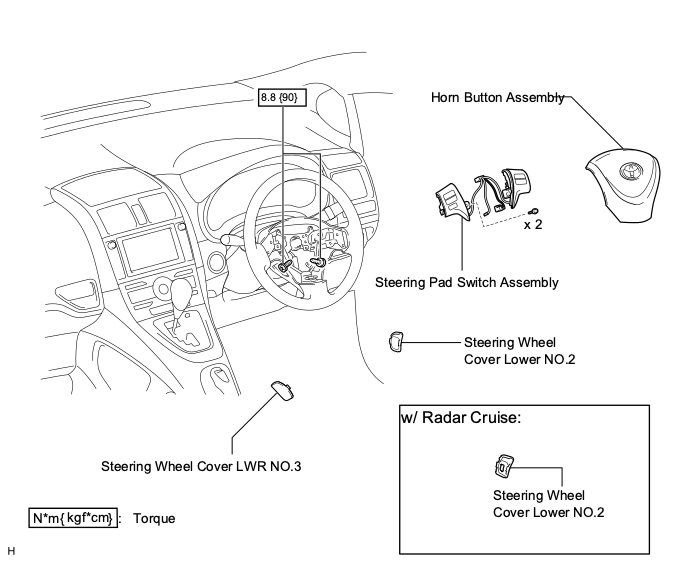 8.8 {90}
Horn Button Assembly
x 2
Steering Pad Switch Assembly
Steering Wheel
Cover Lower NO.2
w/ Radar Cruise:
Steering Wheel Cover LWR NO.3
Steering Wheel
Cover Lower NO.2
N*m{ kgf*cm} : Torque
H